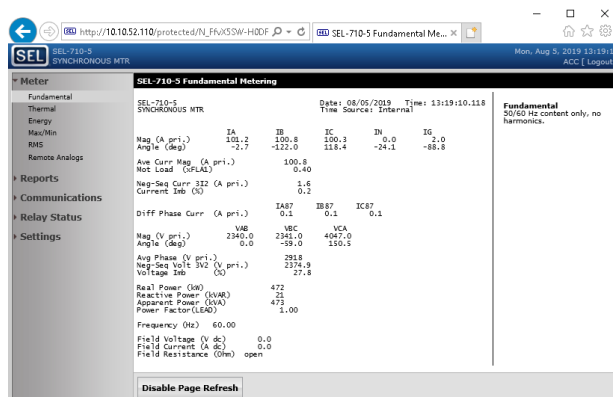 http://10.10.52.110/protected/N_FfvX5SW-H0DF
SEL-710-5 Fundamental Me...
SEL
SEL-710-5
SYNCHRONOUS MTR
Mon, Aug 5, 2019 13:19:1
ACC [ Logout
Meter
Fundamental
Thermal
Energy
Max/Min
RMS
Remote Analogs
Reports
Communications
Relay Status
Settings
SEL-710-5 Fundamental Metering
SEL-710-5 Date: 08/05/2019 Time: 13:19:10.118
SYNCHRONOUS MTR Time Source: Internal
IA IB IC IN IG
Mag (A pri.) 101.2 100.8 100.3 0.0 2.0
Angle (deg) -2.7 -122.0 118.4 -24.1 -88.8
Ave Curr Mag (A pri.) 100.8
Mot Load (xFLA1) 0.40
Neg-Seq Curr 3I2 (A pri.) 1.6
Current Imb (%) 0.2
IA87 IB87 IC87
Diff Phase Curr (A pri.) 0.1 0.1 0.1
VAB VBC VCA
Mag (V pri.) 2340.0 2341.0 4047.0
Angle (deg) 0.0 -59.0 150.5
Avg Phase (V pri.) 2918
Neg-Seq Volt 3V2 (V pri.) 2374.9
Voltage Imb (%) 27.8
Real Power (kW) 472
Reactive Power (kVAR) 21
Apparent Power (kVA) 473
Power Factor(LEAD) 1.00
Frequency (Hz) 60.00
Field Voltage (V dc) 0.0
Field Current (A dc) 0.0
Field Resistance (Ohm) open
Fundamental
50/60 Hz content only, no
harmonics.
Disable Page Refresh